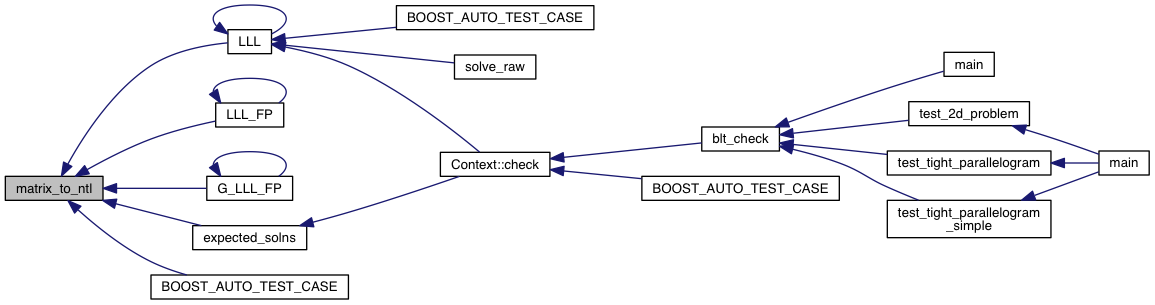 matrix_to_ntl
LLL
LLL_FP
G_LLL_FP
expected_solns
BOOST_AUTO_TEST_CASE
BOOST_AUTO_TEST_CASE
solve_raw
Context::check
blt_check
BOOST_AUTO_TEST_CASE
main
test_2d_problem
test_tight_parallelogram
test_tight_parallelogram
_simple
main